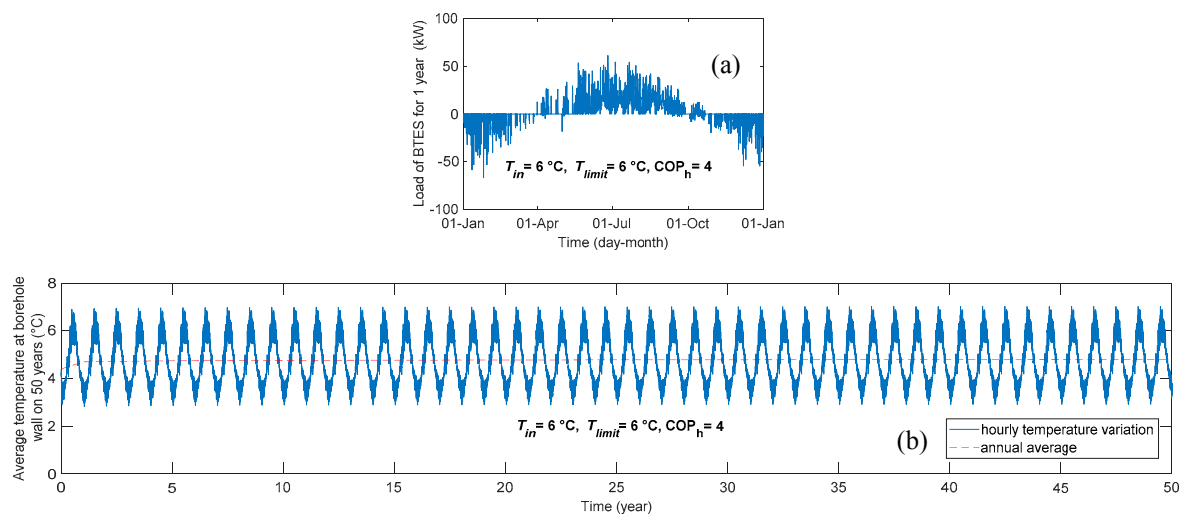 100
50
0
-50
-100
Load of BTES for 1 year (kW)
(a)
T_in= 6 °C, T_limit= 6 °C, COP_h= 4
01-Jan 01-Apr 01-Jul 01-Oct 01-Jan
Time (day-month)
8
6
4
2
0
Average temperature at borehole
wall on 50 years (°C)
T_in= 6 °C, T_limit= 6 °C, COP_h= 4
(b)
hourly temperature variation
annual average
0 5 10 15 20 25 30 35 40 45 50
Time (year)